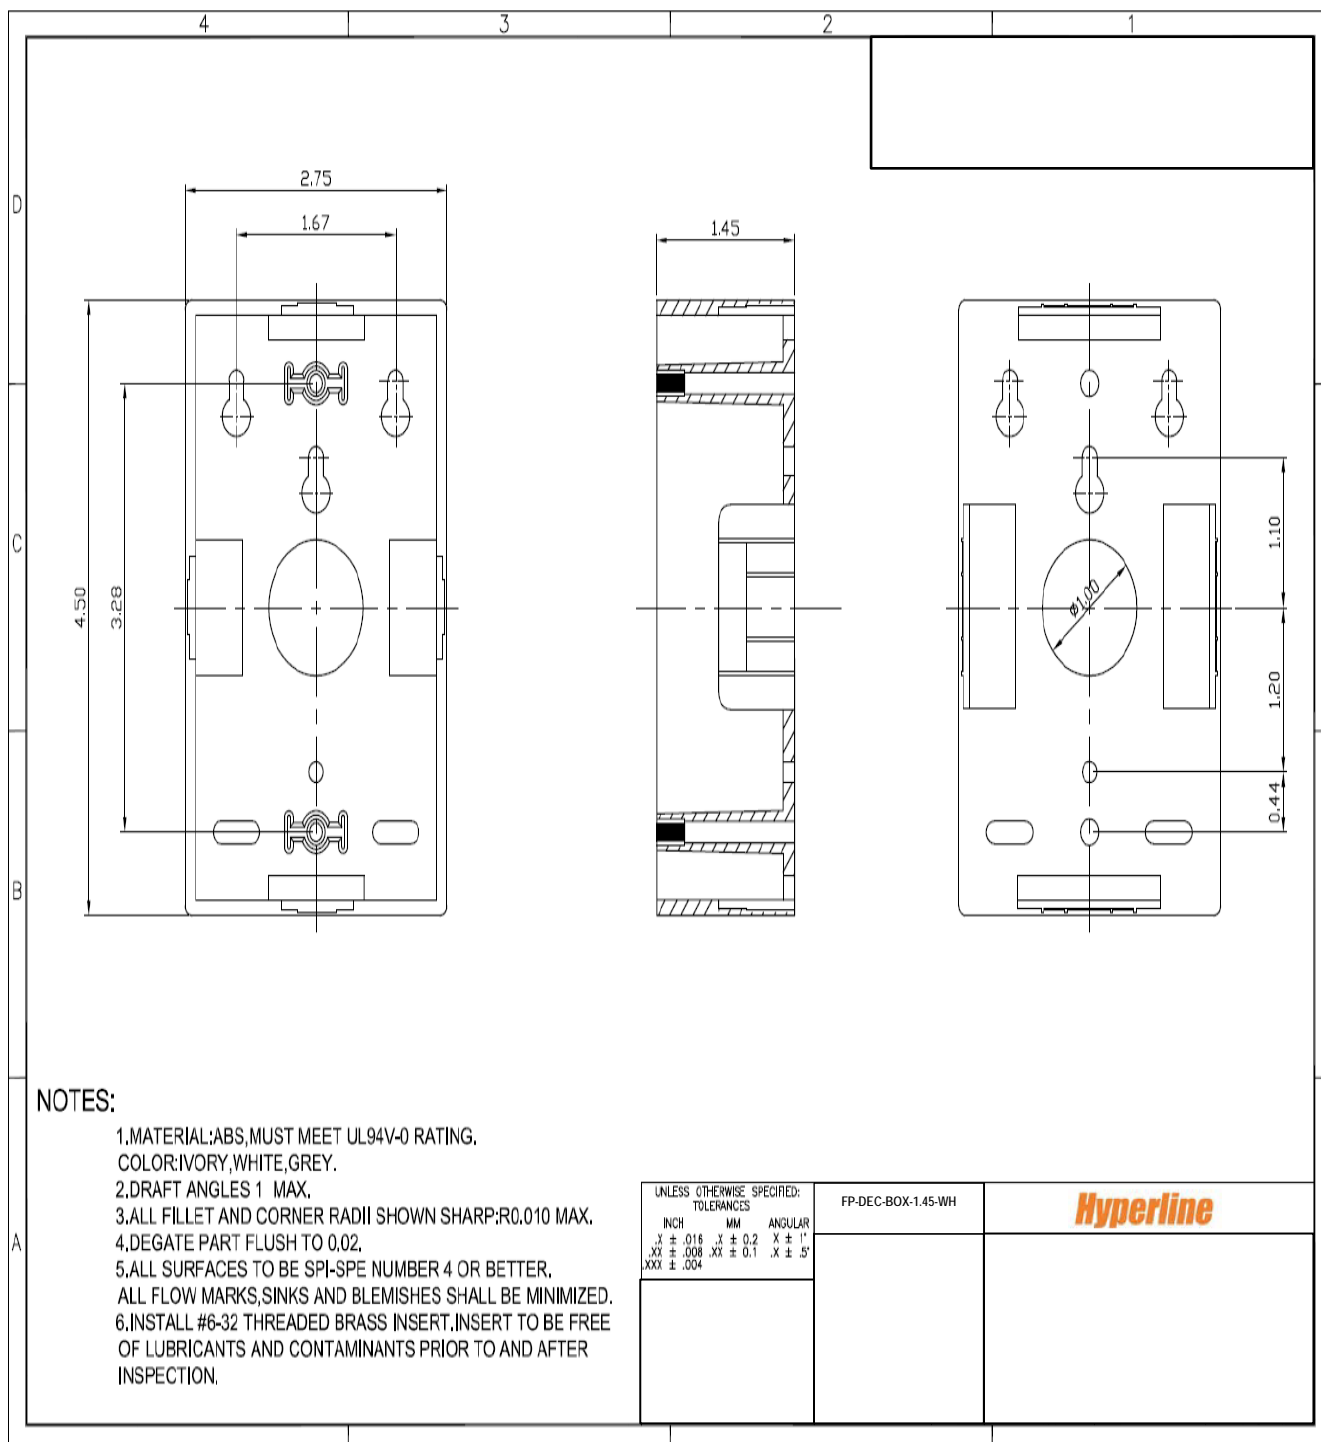 4 3 2 1
D
C
B
A
2.75
1.67
4.50
3.28
1.45
ø1.00
1.10
1.20
0.44
NOTES:
1.MATERIAL:ABS,MUST MEET UL94V-0 RATING.
COLOR:IVORY,WHITE,GREY.
2.DRAFT ANGLES 1 MAX.
3.ALL FILLET AND CORNER RADII SHOWN SHARP:R0.010 MAX.
4.DEGATE PART FLUSH TO 0.02.
5.ALL SURFACES TO BE SPI-SPE NUMBER 4 OR BETTER.
ALL FLOW MARKS,SINKS AND BLEMISHES SHALL BE MINIMIZED.
6.INSTALL #6-32 THREADED BRASS INSERT.INSERT TO BE FREE
OF LUBRICANTS AND CONTAMINANTS PRIOR TO AND AFTER
INSPECTION.
UNLESS OTHERWISE SPECIFIED:
TOLERANCES
INCH MM ANGULAR
.X ± .016 .X ± 0.2 X ± 1°
.XX ± .008 .XX ± 0.1 .X ± .5°
.XXX ± .004
FP-DEC-BOX-1.45-WH
Hyperline